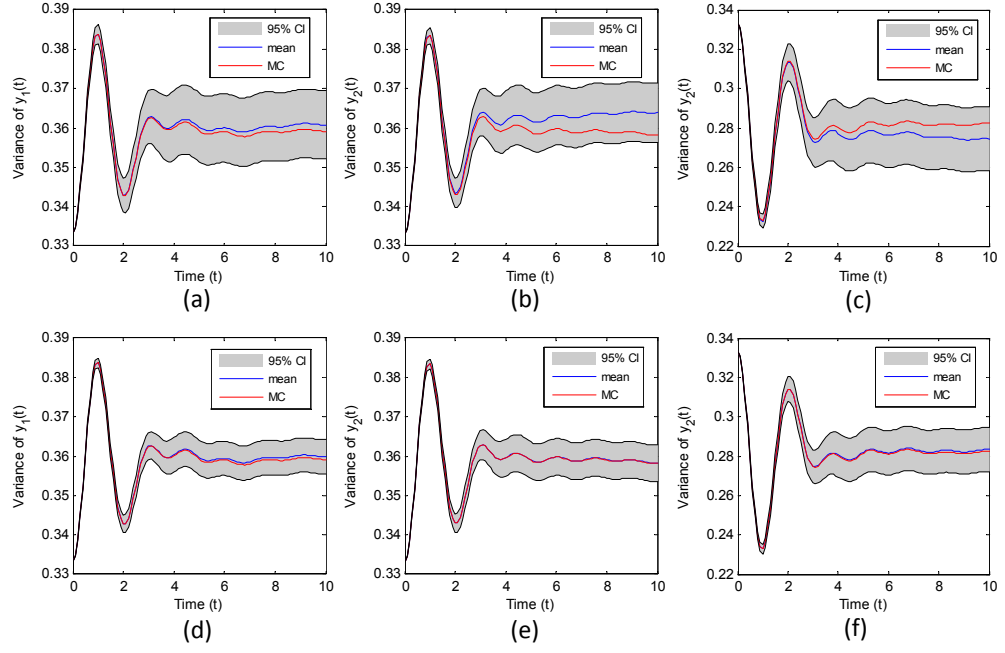 0.39
0.38
0.37
0.36
0.35
0.34
0.33
0 2 4 6 8 10
Variance of y1(t)
Time (t)
95% CI
mean
MC
(a)
0.39
0.38
0.37
0.36
0.35
0.34
0.33
0 2 4 6 8 10
Variance of y2(t)
Time (t)
95% CI
mean
MC
(b)
0.34
0.32
0.3
0.28
0.26
0.24
0.22
0 2 4 6 8 10
Variance of y2(t)
Time (t)
95% CI
mean
MC
(c)
0.39
0.38
0.37
0.36
0.35
0.34
0.33
0 2 4 6 8 10
Variance of y1(t)
Time (t)
95% CI
mean
MC
(d)
0.39
0.38
0.37
0.36
0.35
0.34
0.33
0 2 4 6 8 10
Variance of y2(t)
Time (t)
95% CI
mean
MC
(e)
0.34
0.32
0.3
0.28
0.26
0.24
0.22
0 2 4 6 8 10
Variance of y2(t)
Time (t)
95% CI
mean
MC
(f)